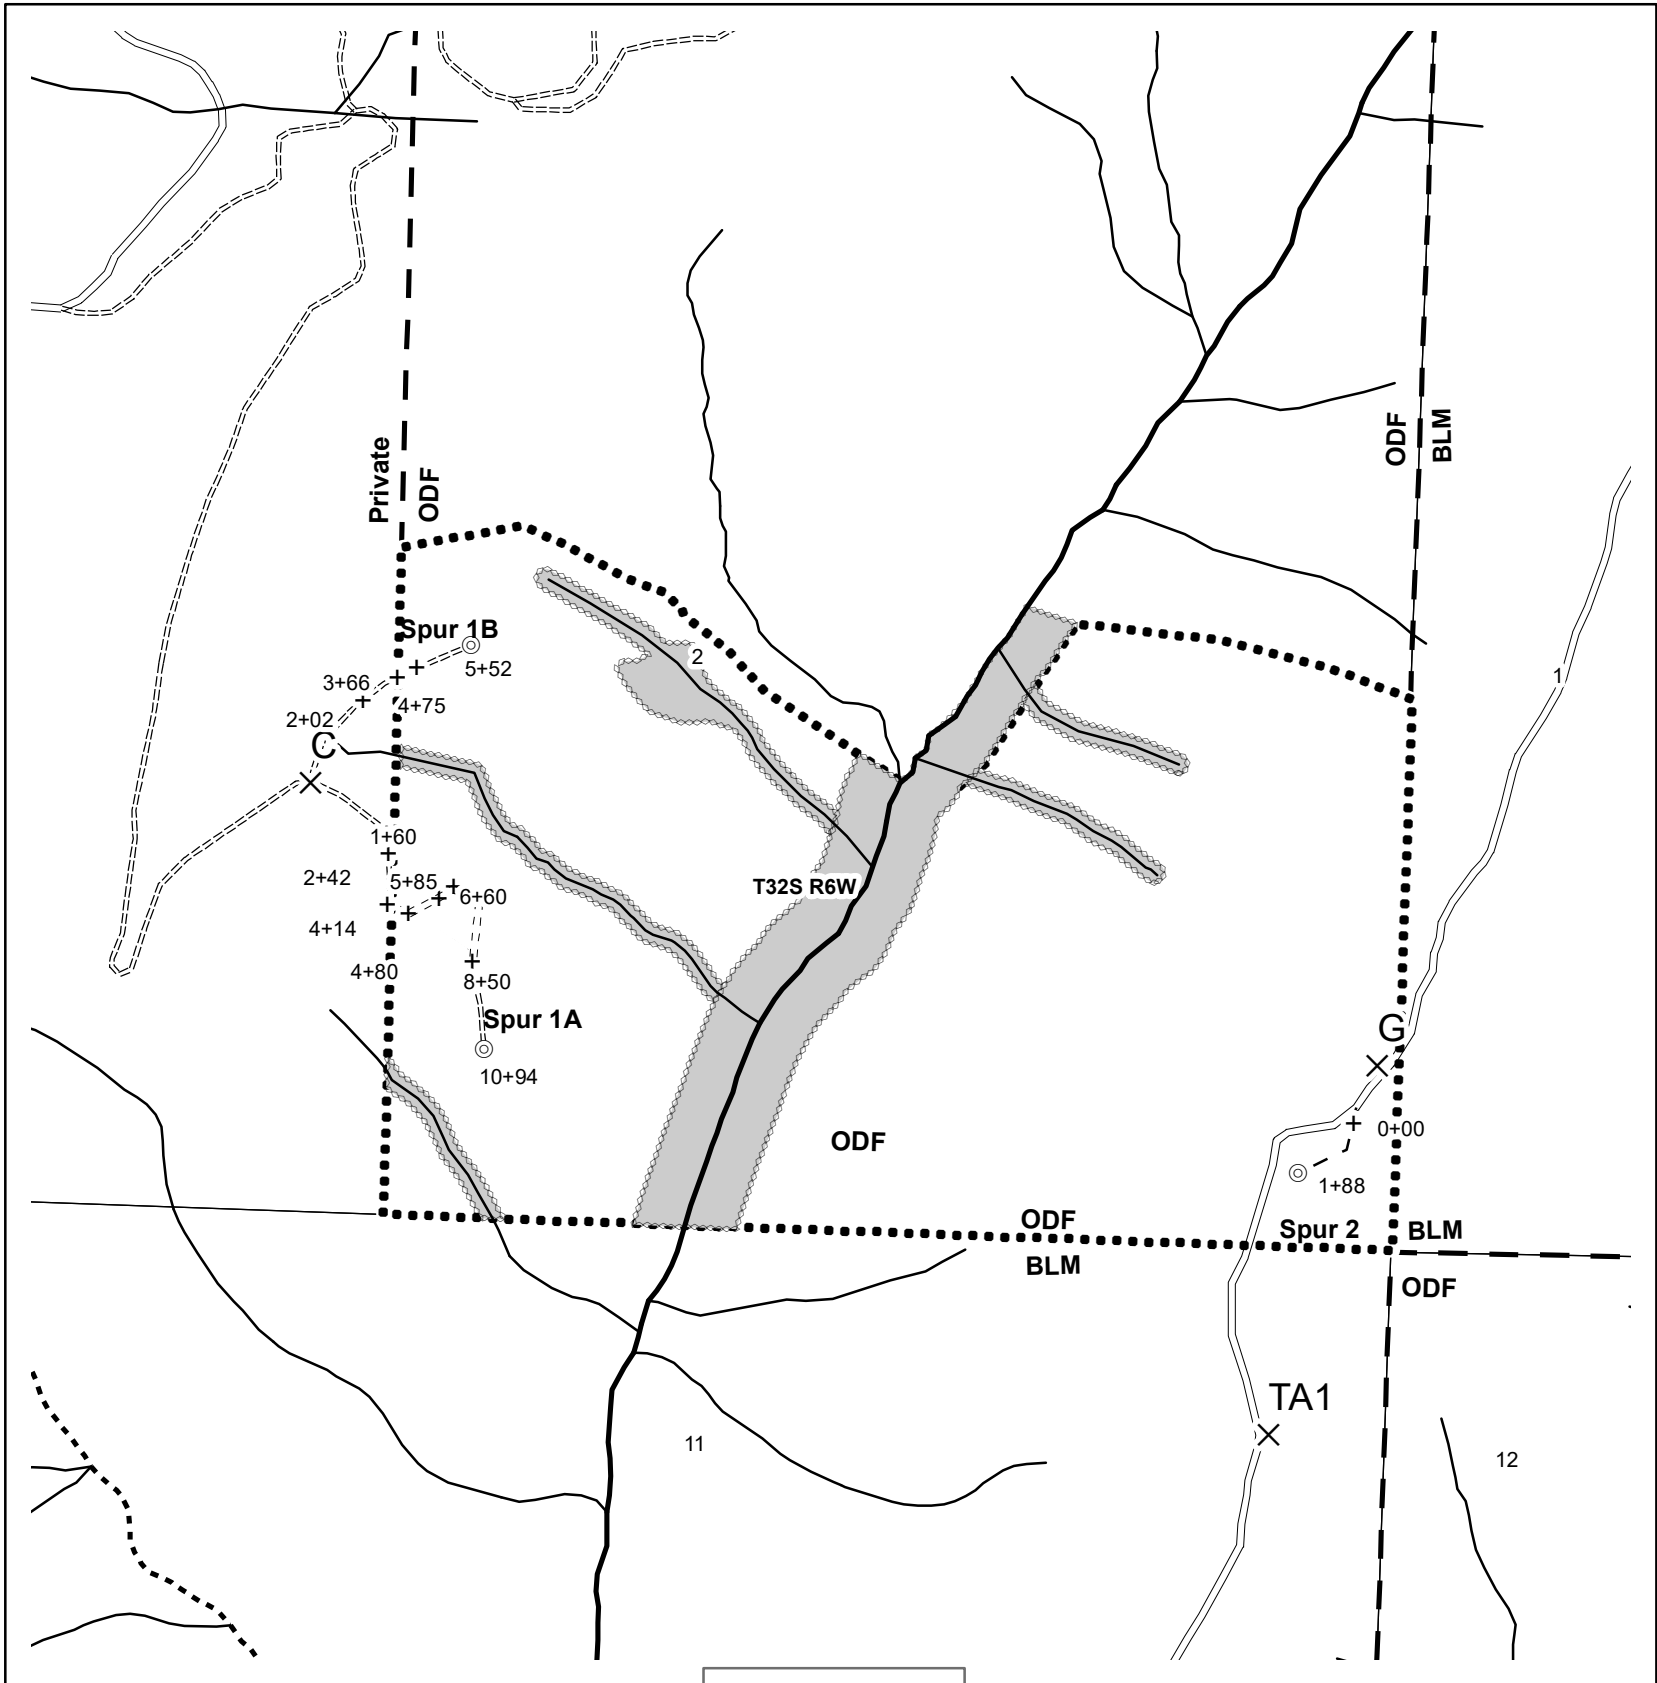 ODF
BLM
Private
ODF
Spur 1B
5+52
2
1
3+66
4+75
2+02
C
1+60
2+42
5+85
6+60
T32S R6W
4+14
4+80
8+50
Spur 1A
10+94
G
0+00
ODF
1+88
ODF
Spur 2
BLM
BLM
ODF
TA1
11
12